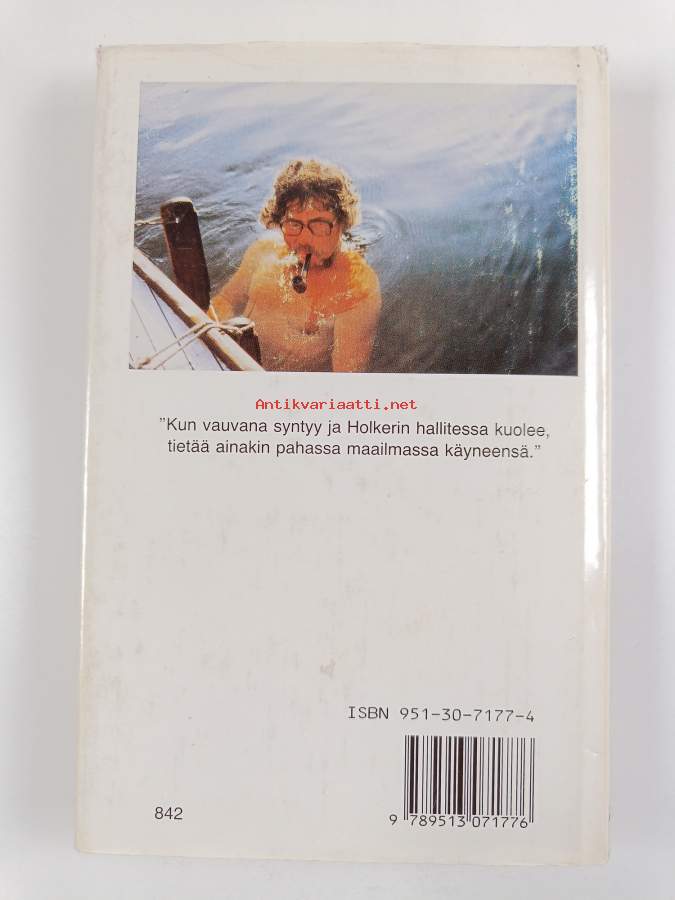 Antikvariaatti.net
"Kun vauvana syntyy ja Holkerin hallitessa kuolee,
tietää ainakin pahassa maailmassa käyneensä."
ISBN 951-30-7177-4
842
9 789513 071776